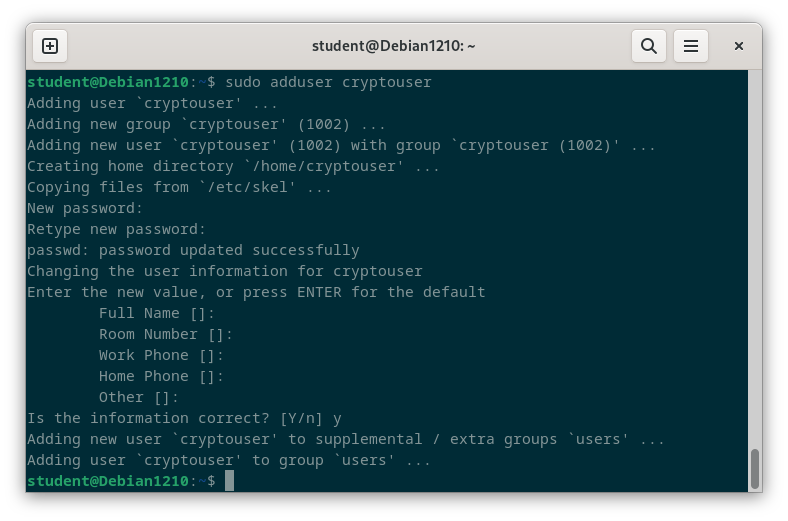 student@Debian1210: ~
student@Debian1210:~$ sudo adduser cryptouser
Adding user `cryptouser' ...
Adding new group `cryptouser' (1002) ...
Adding new user `cryptouser' (1002) with group `cryptouser (1002)' ...
Creating home directory `/home/cryptouser' ...
Copying files from `/etc/skel' ...
New password:
Retype new password:
passwd: password updated successfully
Changing the user information for cryptouser
Enter the new value, or press ENTER for the default
        Full Name []:
        Room Number []:
        Work Phone []:
        Home Phone []:
        Other []:
Is the information correct? [Y/n] y
Adding new user `cryptouser' to supplemental / extra groups `users' ...
Adding user `cryptouser' to group `users' ...
student@Debian1210:~$